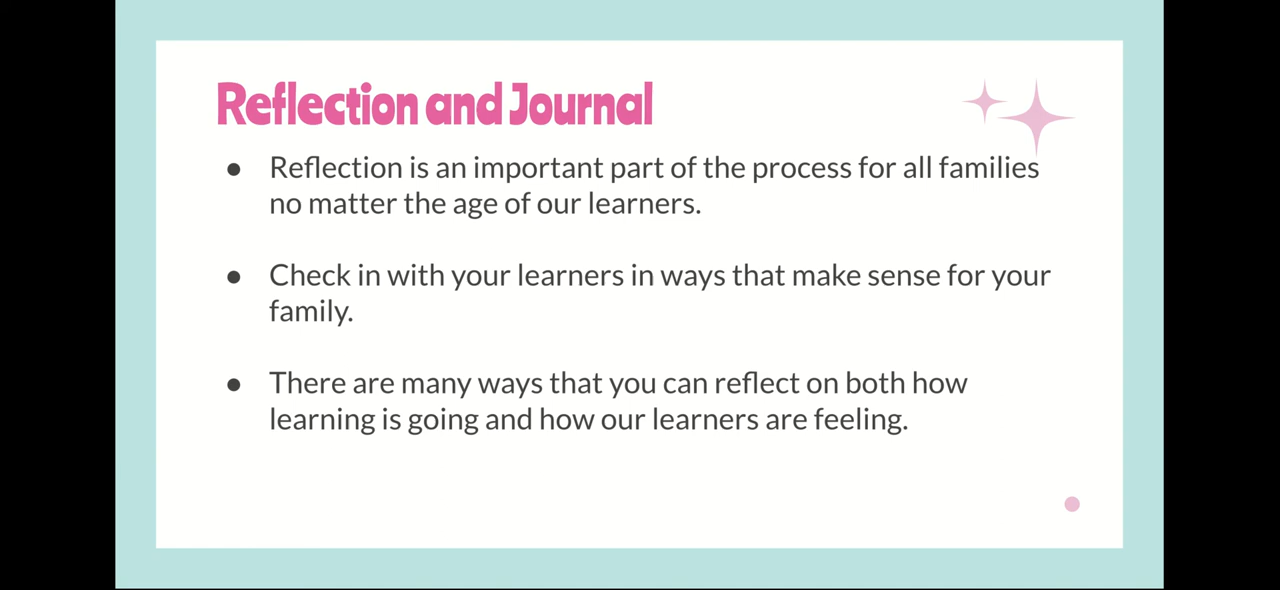 Reflection and Journal
● Reflection is an important part of the process for all families
no matter the age of our learners.
● Check in with your learners in ways that make sense for your
family.
● There are many ways that you can reflect on both how
learning is going and how our learners are feeling.